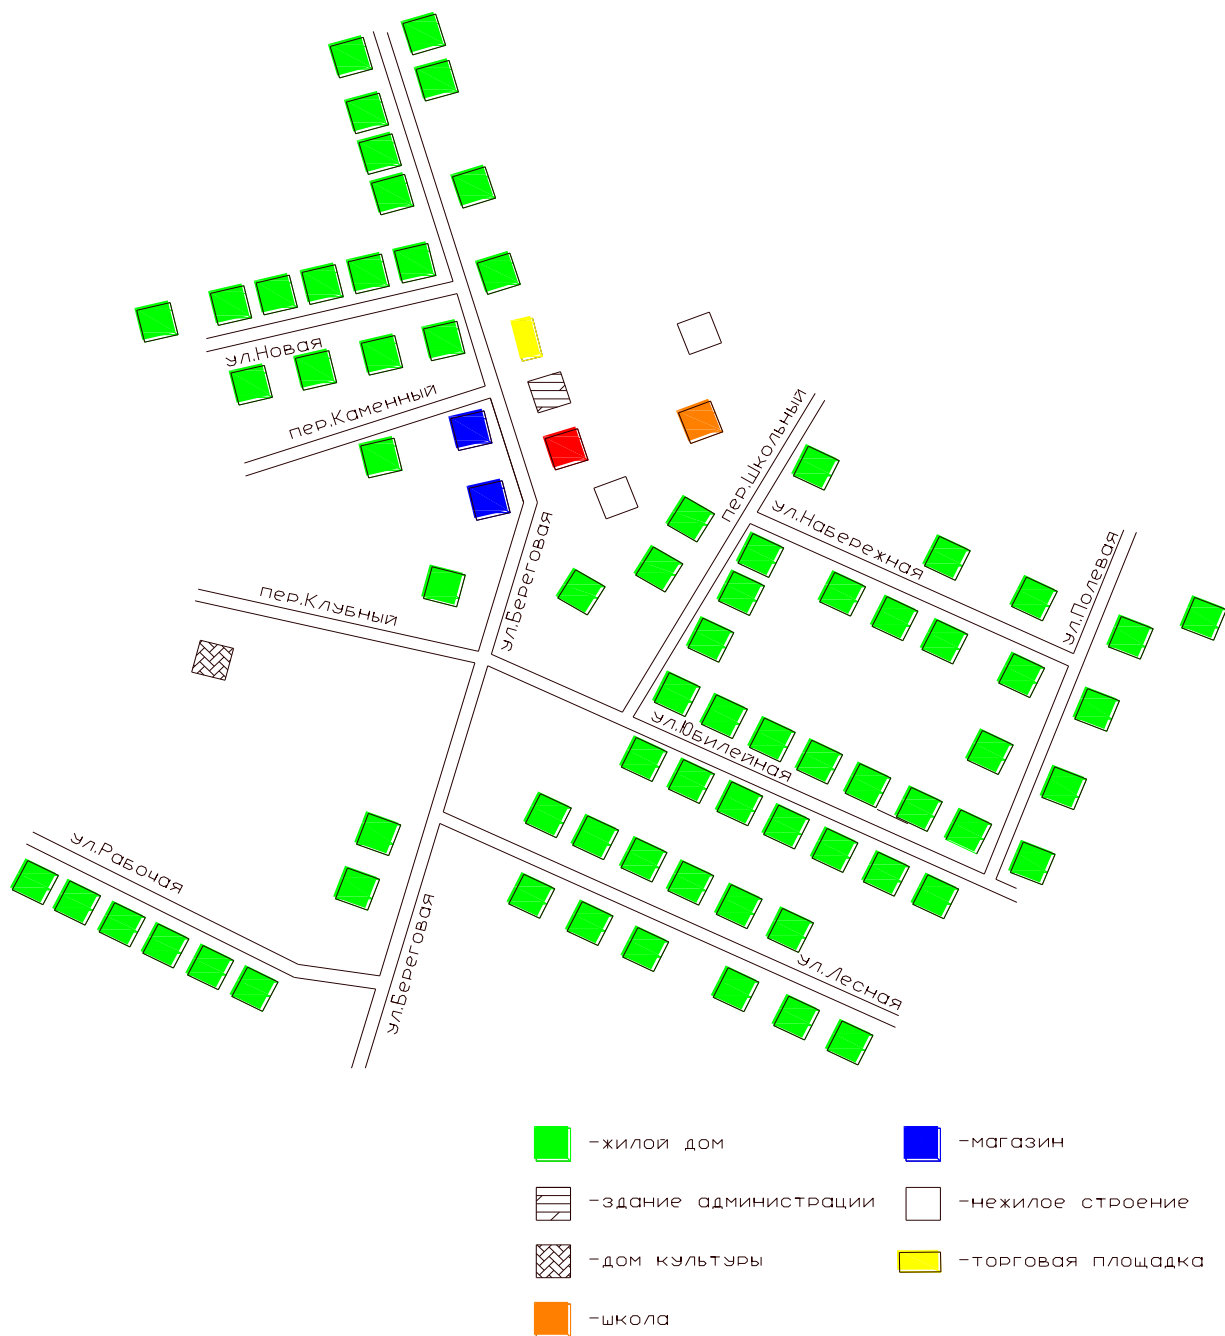 ул.Новая
пер.Каменный
пер.Школьный
ул.Набережная
ул.Полевая
ул.Береговая
пер.Клубный
ул.Юбилейная
ул.Рабочая
ул.Береговая
ул.Лесная
-жилой дом
-магазин
-здание администрации
-нежилое строение
-дом культуры
-торговая площадка
-школа